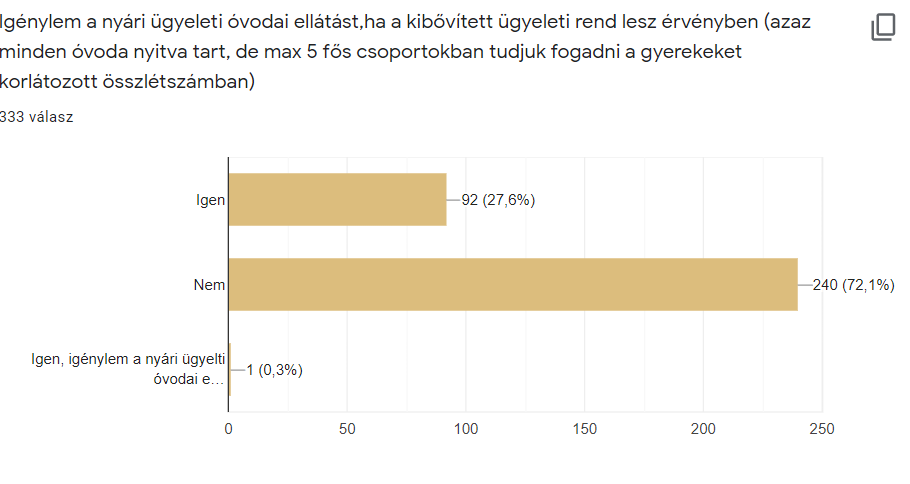 Igénylem a nyári ügyeleti óvodai ellátást,ha a kibővített ügyeleti rend lesz érvényben (azaz
minden óvoda nyitva tart, de max 5 fős csoportokban tudjuk fogadni a gyerekeket
korlátozott összlétszámban)
333 válasz
Igen
92 (27,6%)
Nem
240 (72,1%)
Igen, igénylem a nyári ügyelti
óvodai e…
1 (0,3%)
0 50 100 150 200 250